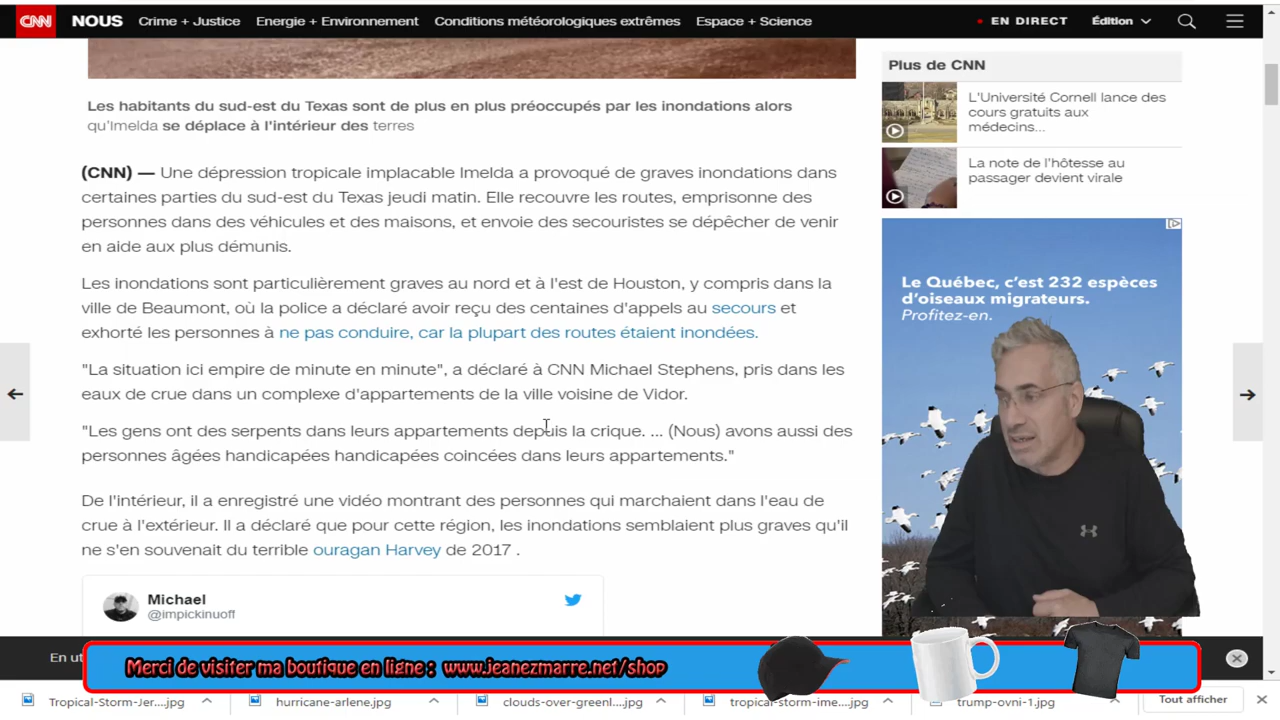 CNN NOUS Crime + Justice Energie + Environnement Conditions météorologiques extrêmes Espace + Science EN DIRECT Édition
Les habitants du sud-est du Texas sont de plus en plus préoccupés par les inondations alors
qu'Imelda se déplace à l'intérieur des terres
(CNN) — Une dépression tropicale implacable Imelda a provoqué de graves inondations dans
certaines parties du sud-est du Texas jeudi matin. Elle recouvre les routes, emprisonne des
personnes dans des véhicules et des maisons, et envoie des secouristes se dépêcher de venir
en aide aux plus démunis.
Les inondations sont particulièrement graves au nord et à l'est de Houston, y compris dans la
ville de Beaumont, où la police a déclaré avoir reçu des centaines d'appels au secours et
exhorté les personnes à ne pas conduire, car la plupart des routes étaient inondées.
"La situation ici empire de minute en minute", a déclaré à CNN Michael Stephens, pris dans les
eaux de crue dans un complexe d'appartements de la ville voisine de Vidor.
"Les gens ont des serpents dans leurs appartements depuis la crique. ... (Nous) avons aussi des
personnes âgées handicapées handicapées coincées dans leurs appartements."
De l'intérieur, il a enregistré une vidéo montrant des personnes qui marchaient dans l'eau de
crue à l'extérieur. Il a déclaré que pour cette région, les inondations semblaient plus graves qu'il
ne s'en souvenait du terrible ouragan Harvey de 2017 .
Michael
@impickinuoff
Plus de CNN
L'Université Cornell lance des
cours gratuits aux
médecins...
La note de l'hôtesse au
passager devient virale
Le Québec, c'est 232 espèces
d'oiseaux migrateurs.
Profitez-en.
En ut
Merci de visiter ma boutique en ligne : www.jeanezmarre.net/shop
Tropical-Storm-Jer....jpg hurricane-arlene.jpg clouds-over-greenl....jpg tropical-storm-ime....jpg trump-ovni-1.jpg Tout afficher